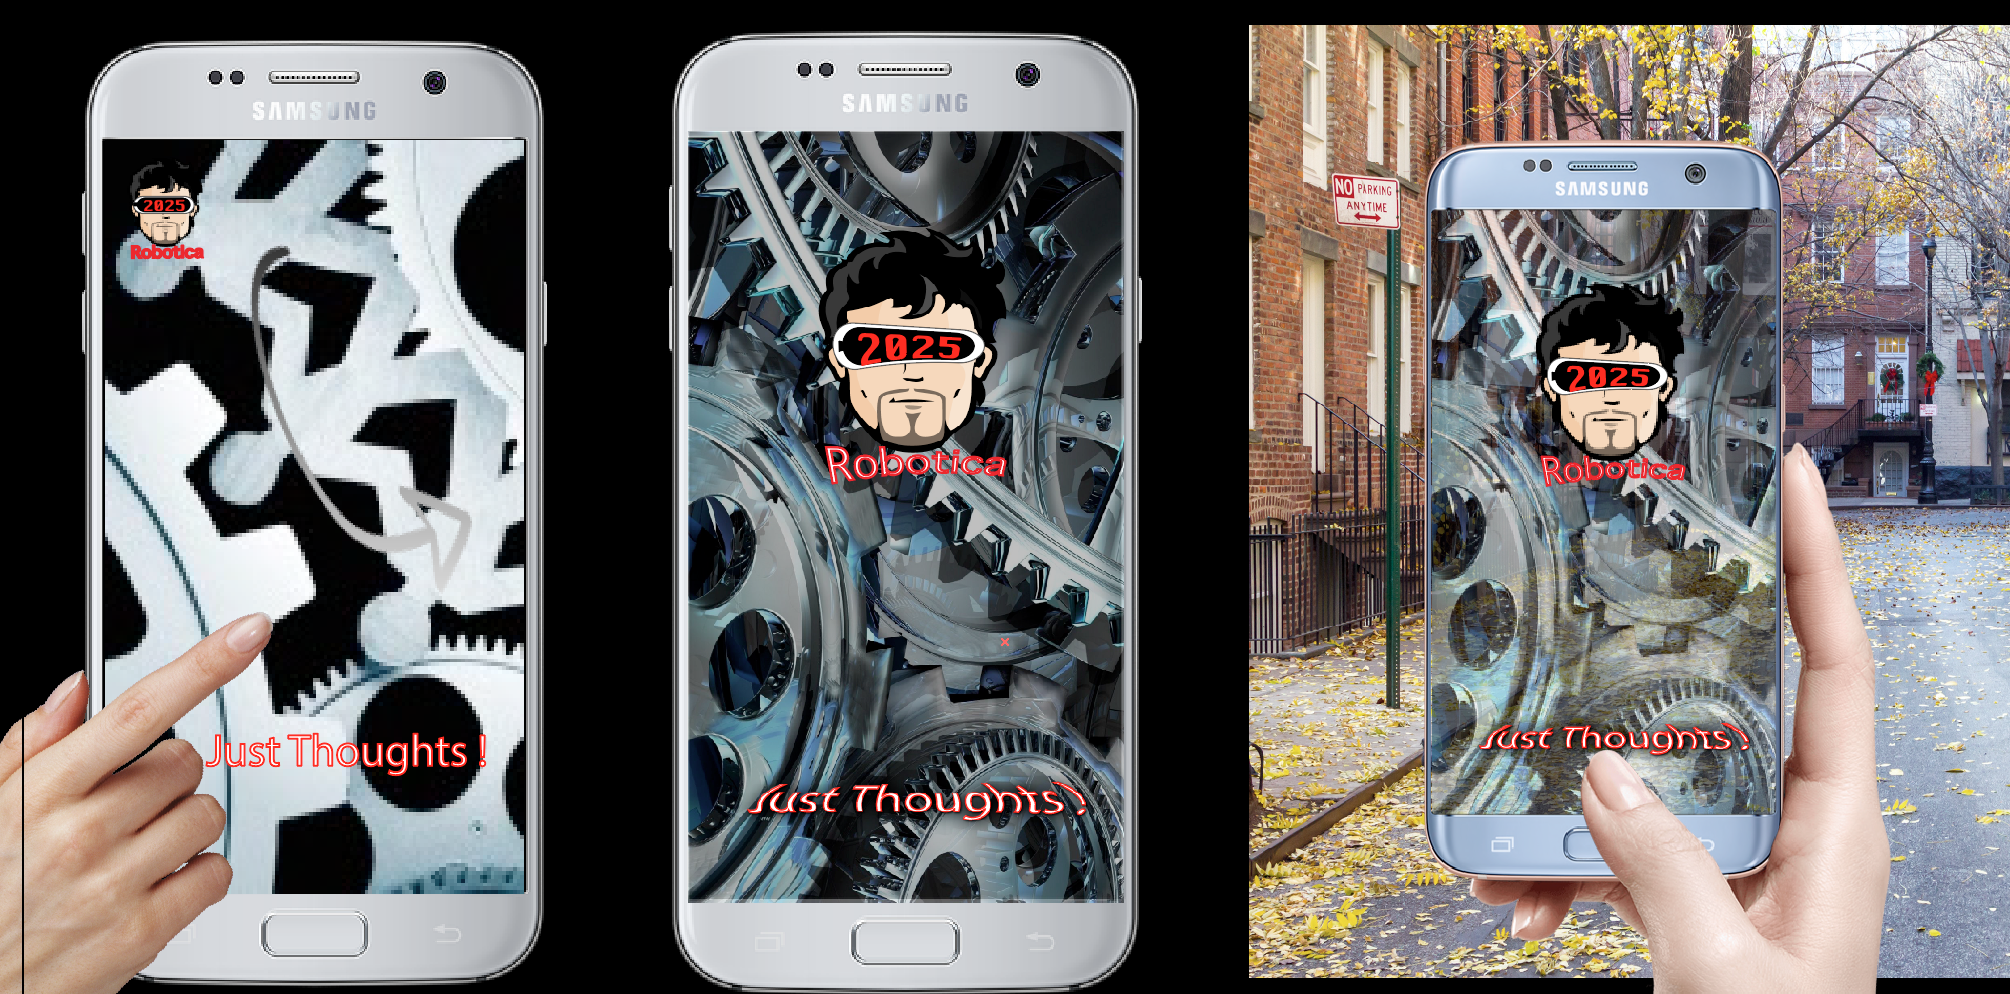 SAMSUNG
2025
Robotica
Just Thoughts !
SAMSUNG
2025
Robotica
Just Thoughts!
NO PARKING
ANYTIME
SAMSUNG
2025
Robotica
Just Thoughts!